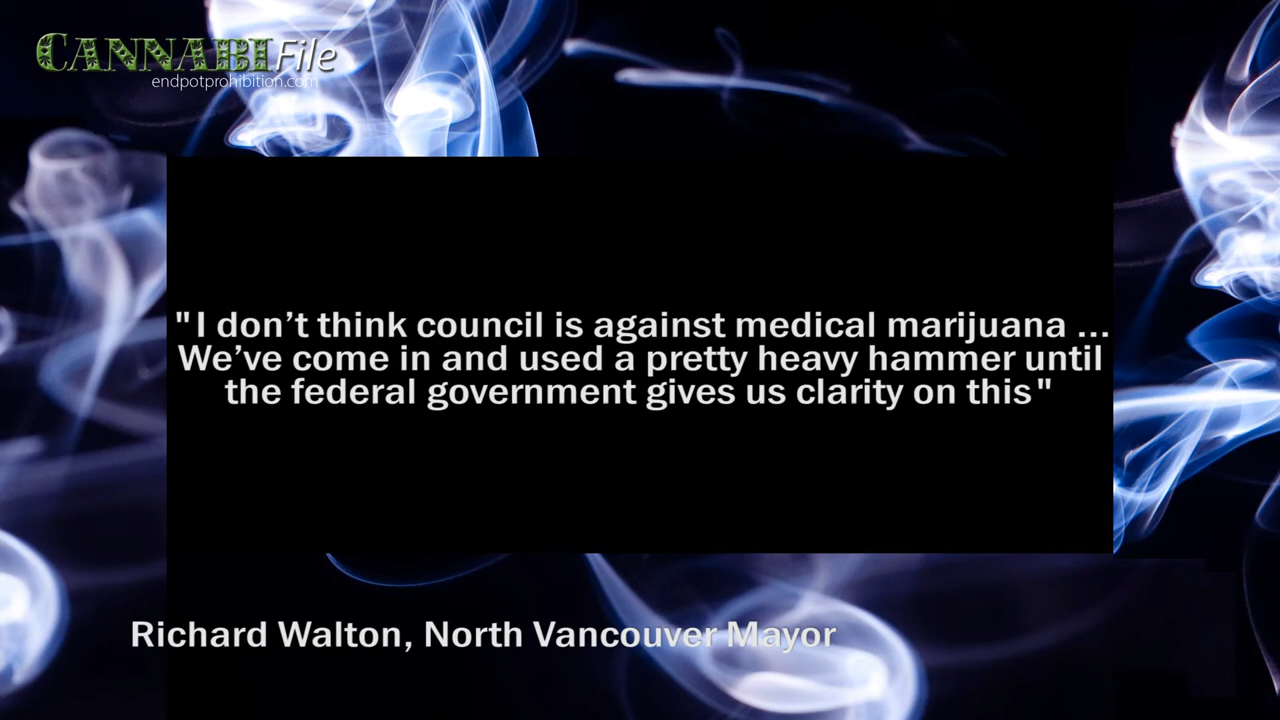 CANNABIFile
endpotprohibition.com
"I don’t think council is against medical marijuana ...
We’ve come in and used a pretty heavy hammer until
the federal government gives us clarity on this"
Richard Walton, North Vancouver Mayor